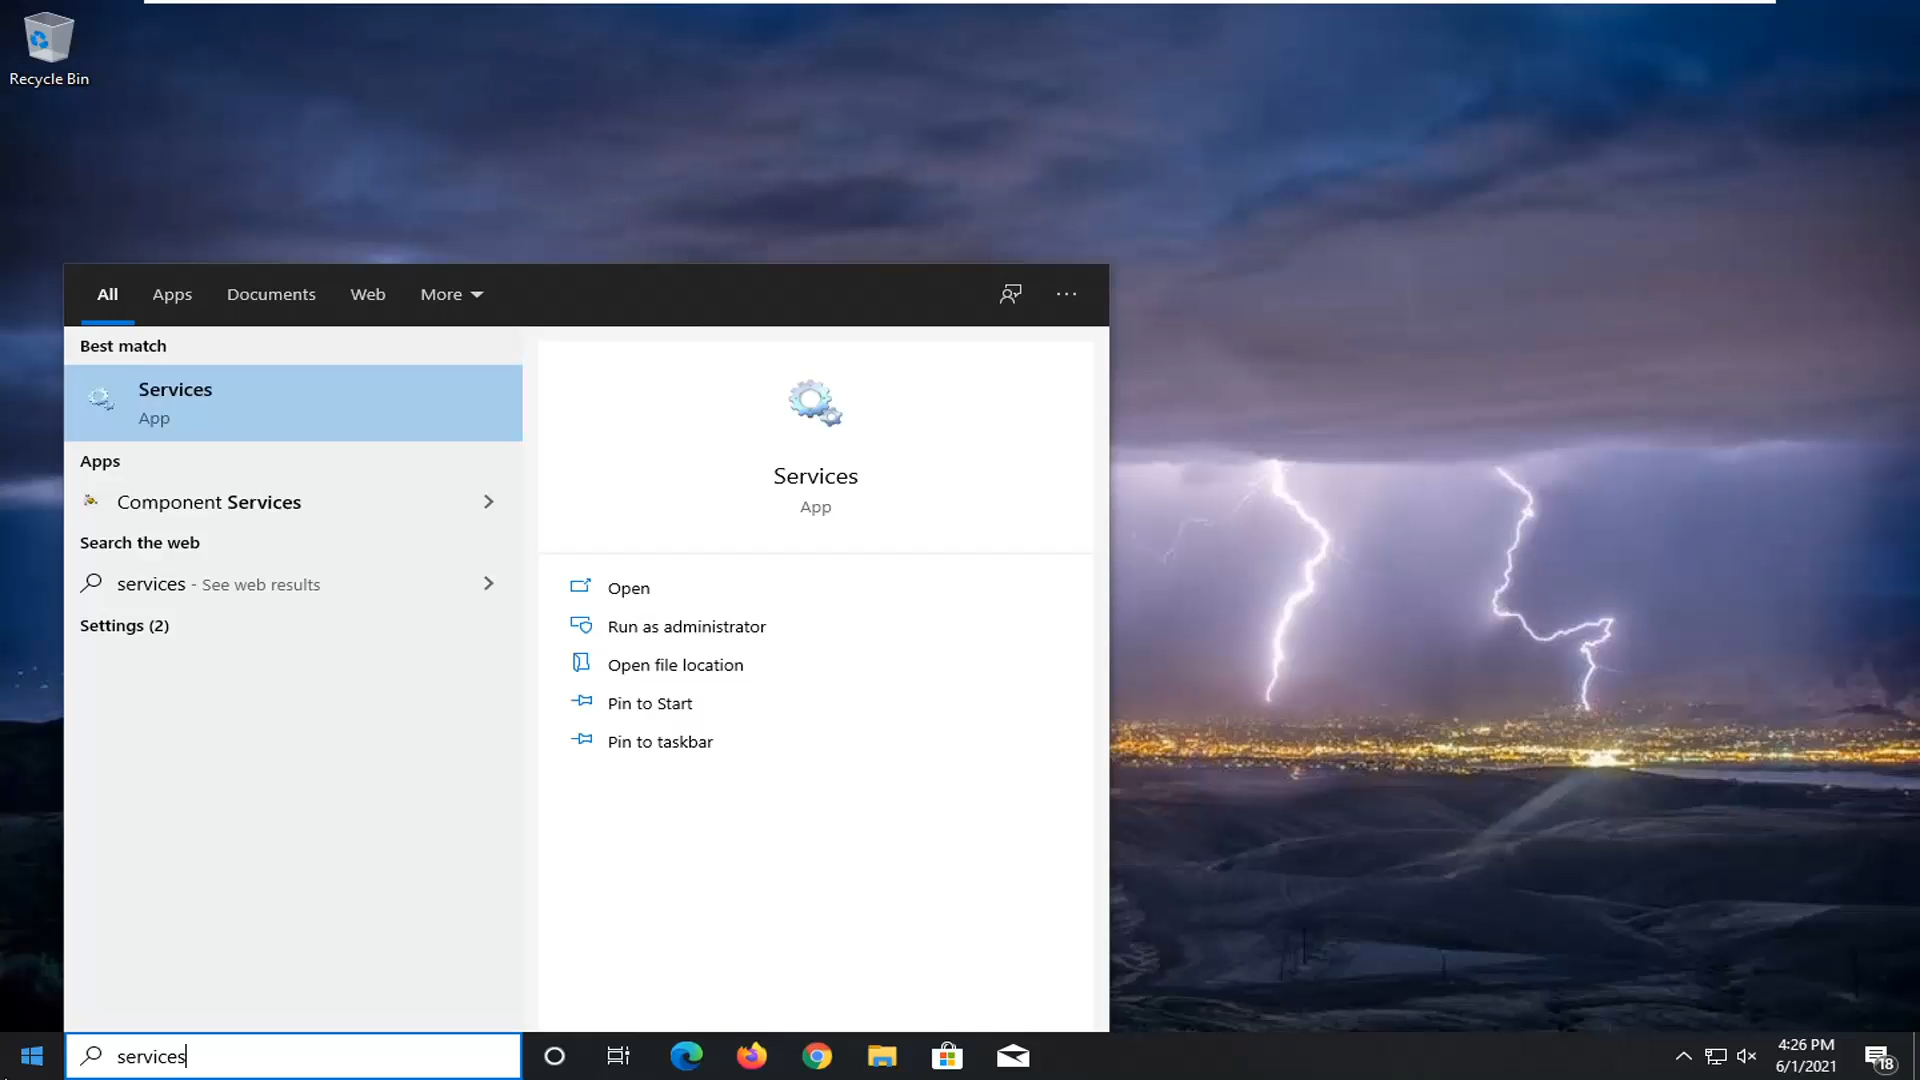 Recycle Bin
All Apps Documents Web More
Best match
Services
App
Apps
Component Services
Search the web
services - See web results
Settings (2)
Services
App
Open
Run as administrator
Open file location
Pin to Start
Pin to taskbar
services
4:26 PM
6/1/2021
18